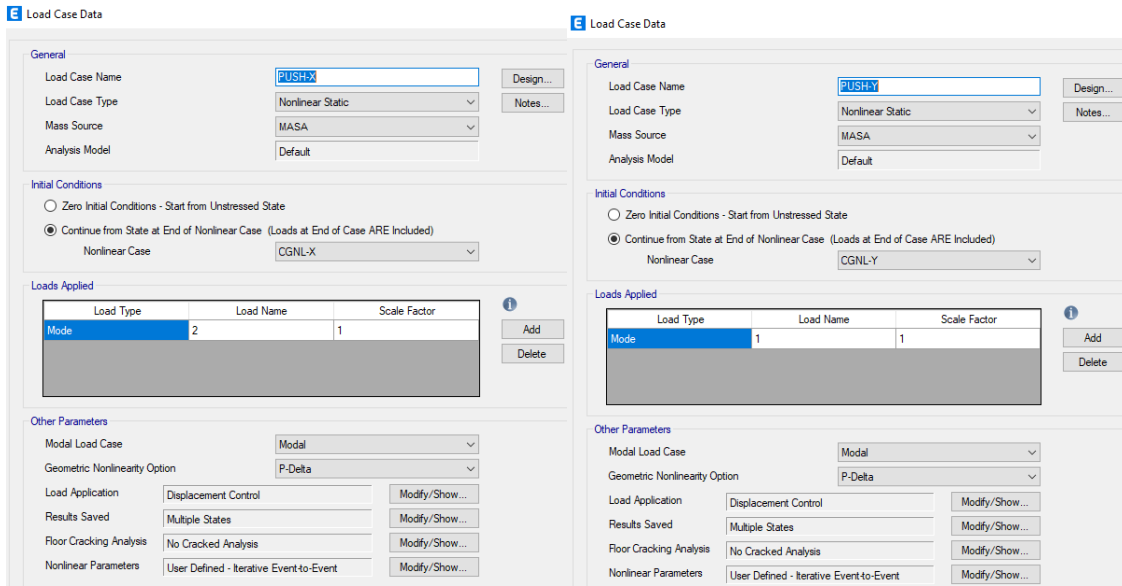 E Load Case Data
General
Load Case Name PUSH-X Design...
Load Case Type Nonlinear Static Notes...
Mass Source MASA
Analysis Model Default
Initial Conditions
Zero Initial Conditions - Start from Unstressed State
Continue from State at End of Nonlinear Case (Loads at End of Case ARE Included)
Nonlinear Case CGNL-X
Loads Applied
Load Type Load Name Scale Factor
Mode 2 1
Add
Delete
Other Parameters
Modal Load Case Modal
Geometric Nonlinearity Option P-Delta
Load Application Displacement Control Modify/Show...
Results Saved Multiple States Modify/Show...
Floor Cracking Analysis No Cracked Analysis Modify/Show...
Nonlinear Parameters User Defined - Iterative Event-to-Event Modify/Show...
E Load Case Data
General
Load Case Name PUSH-Y Design...
Load Case Type Nonlinear Static Notes...
Mass Source MASA
Analysis Model Default
Initial Conditions
Zero Initial Conditions - Start from Unstressed State
Continue from State at End of Nonlinear Case (Loads at End of Case ARE Included)
Nonlinear Case CGNL-Y
Loads Applied
Load Type Load Name Scale Factor
Mode 1 1
Add
Delete
Other Parameters
Modal Load Case Modal
Geometric Nonlinearity Option P-Delta
Load Application Displacement Control Modify/Show...
Results Saved Multiple States Modify/Show...
Floor Cracking Analysis No Cracked Analysis Modify/Show...
Nonlinear Parameters User Defined - Iterative Event-to-Event Modify/Show...